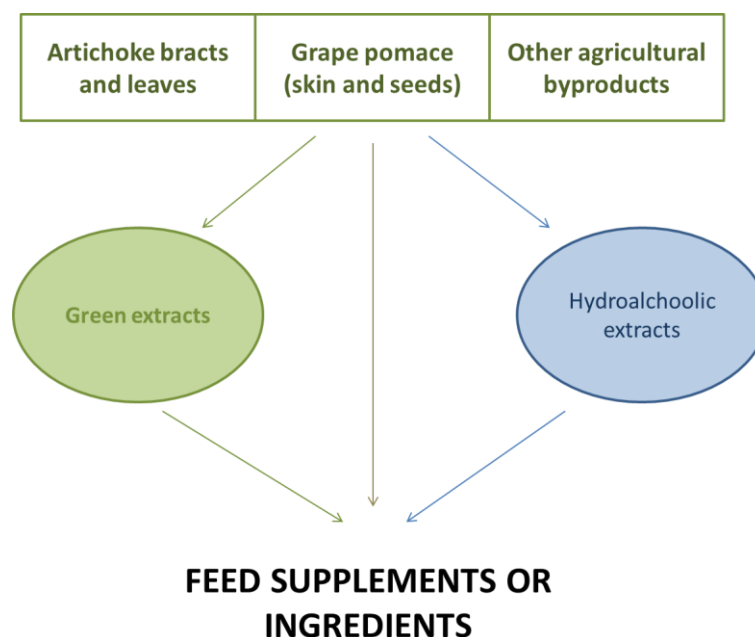 Artichoke bracts
and leaves
Grape pomace
(skin and seeds)
Other agricultural
byproducts
Green extracts
Hydroalchoolic
extracts
FEED SUPPLEMENTS OR
INGREDIENTS